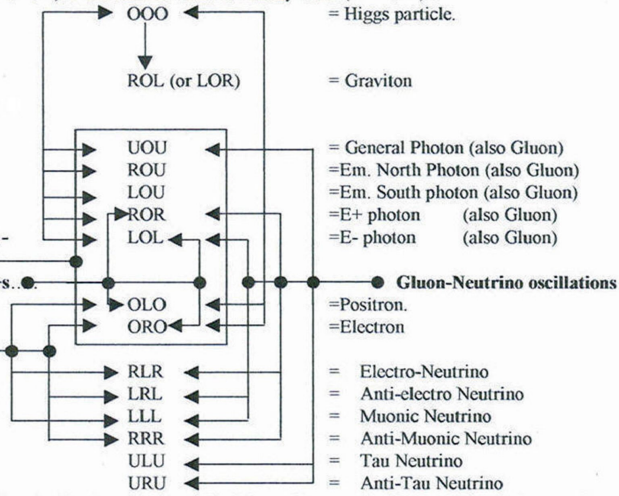 OOO = Higgs particle.
ROL (or LOR) = Graviton
UOU = General Photon (also Gluon)
ROU =Em. North Photon (also Gluon)
LOU =Em. South photon (also Gluon)
ROR =E+ photon (also Gluon)
LOL =E- photon (also Gluon)
-
s.... Gluon-Neutrino oscillations
OLO =Positron.
ORO =Electron
RLR = Electro-Neutrino
LRL = Anti-electro Neutrino
LLL = Muonic Neutrino
RRR = Anti-Muonic Neutrino
ULU = Tau Neutrino
URU = Anti-Tau Neutrino